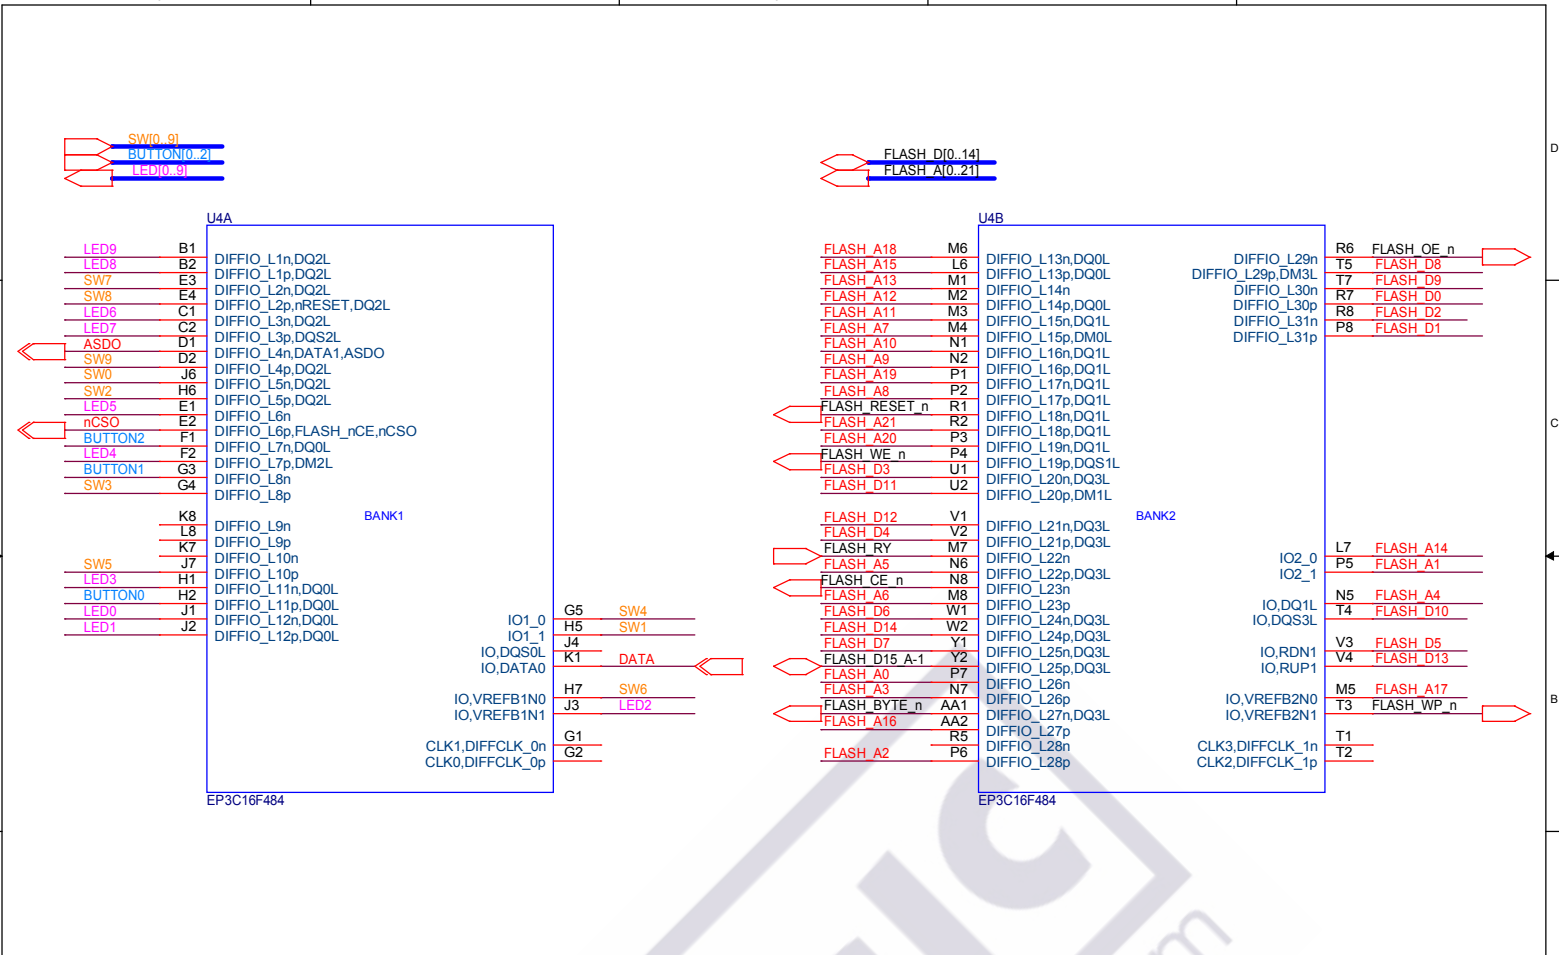 SW[0..9]
BUTTON[0..2]
LED[0..9]
FLASH_D[0..14]
FLASH_A[0..21]
D
C
B
U4A
LED9 B1 DIFFIO_L1n,DQ2L
LED8 B2 DIFFIO_L1p,DQ2L
SW7 E3 DIFFIO_L2n,DQ2L
SW8 E4 DIFFIO_L2p,nRESET,DQ2L
LED6 C1 DIFFIO_L3n,DQ2L
LED7 C2 DIFFIO_L3p,DQS2L
ASDO D1 DIFFIO_L4n,DATA1,ASDO
SW9 D2 DIFFIO_L4p,DQ2L
SW0 J6 DIFFIO_L5n,DQ2L
SW2 H6 DIFFIO_L5p,DQ2L
LED5 E1 DIFFIO_L6n
nCSO E2 DIFFIO_L6p,FLASH_nCE,nCSO
BUTTON2 F1 DIFFIO_L7n,DQ0L
LED4 F2 DIFFIO_L7p,DM2L
BUTTON1 G3 DIFFIO_L8n
SW3 G4 DIFFIO_L8p
BANK1
K8 DIFFIO_L9n
L8 DIFFIO_L9p
K7 DIFFIO_L10n
SW5 J7 DIFFIO_L10p
LED3 H1 DIFFIO_L11n,DQ0L
BUTTON0 H2 DIFFIO_L11p,DQ0L
LED0 J1 DIFFIO_L12n,DQ0L
LED1 J2 DIFFIO_L12p,DQ0L
IO1_0 G5 SW4
IO1_1 H5 SW1
IO,DQS0L J4
IO,DATA0 K1 DATA
IO,VREFB1N0 H7 SW6
IO,VREFB1N1 J3 LED2
CLK1,DIFFCLK_0n G1
CLK0,DIFFCLK_0p G2
EP3C16F484
U4B
FLASH_A18 M6 DIFFIO_L13n,DQ0L
FLASH_A15 L6 DIFFIO_L13p,DQ0L
FLASH_A13 M1 DIFFIO_L14n
FLASH_A12 M2 DIFFIO_L14p,DQ0L
FLASH_A11 M3 DIFFIO_L15n,DQ1L
FLASH_A7 M4 DIFFIO_L15p,DM0L
FLASH_A10 N1 DIFFIO_L16n,DQ1L
FLASH_A9 N2 DIFFIO_L16p,DQ1L
FLASH_A19 P1 DIFFIO_L17n,DQ1L
FLASH_A8 P2 DIFFIO_L17p,DQ1L
FLASH_RESET_n R1 DIFFIO_L18n,DQ1L
FLASH_A21 R2 DIFFIO_L18p,DQ1L
FLASH_A20 P3 DIFFIO_L19n,DQ1L
FLASH_WE_n P4 DIFFIO_L19p,DQS1L
FLASH_D3 U1 DIFFIO_L20n,DQ3L
FLASH_D11 U2 DIFFIO_L20p,DM1L
BANK2
FLASH_D12 V1 DIFFIO_L21n,DQ3L
FLASH_D4 V2 DIFFIO_L21p,DQ3L
FLASH_RY M7 DIFFIO_L22n
FLASH_A5 N6 DIFFIO_L22p,DQ3L
FLASH_CE_n N8 DIFFIO_L23n
FLASH_A6 M8 DIFFIO_L23p
FLASH_D6 W1 DIFFIO_L24n,DQ3L
FLASH_D14 W2 DIFFIO_L24p,DQ3L
FLASH_D7 Y1 DIFFIO_L25n,DQ3L
FLASH_D15_A-1 Y2 DIFFIO_L25p,DQ3L
FLASH_A0 P7 DIFFIO_L26n
FLASH_A3 N7 DIFFIO_L26p
FLASH_BYTE_n AA1 DIFFIO_L27n,DQ3L
FLASH_A16 AA2 DIFFIO_L27p
R5 DIFFIO_L28n
FLASH_A2 P6 DIFFIO_L28p
DIFFIO_L29n R6 FLASH_OE_n
DIFFIO_L29p,DM3L T5 FLASH_D8
DIFFIO_L30n T7 FLASH_D9
DIFFIO_L30p R7 FLASH_D0
DIFFIO_L31n R8 FLASH_D2
DIFFIO_L31p P8 FLASH_D1
IO2_0 L7 FLASH_A14
IO2_1 P5 FLASH_A1
IO,DQ1L N5 FLASH_A4
IO,DQS3L T4 FLASH_D10
IO,RDN1 V3 FLASH_D5
IO,RUP1 V4 FLASH_D13
IO,VREFB2N0 M5 FLASH_A17
IO,VREFB2N1 T3 FLASH_WP_n
CLK3,DIFFCLK_1n T1
CLK2,DIFFCLK_1p T2
EP3C16F484